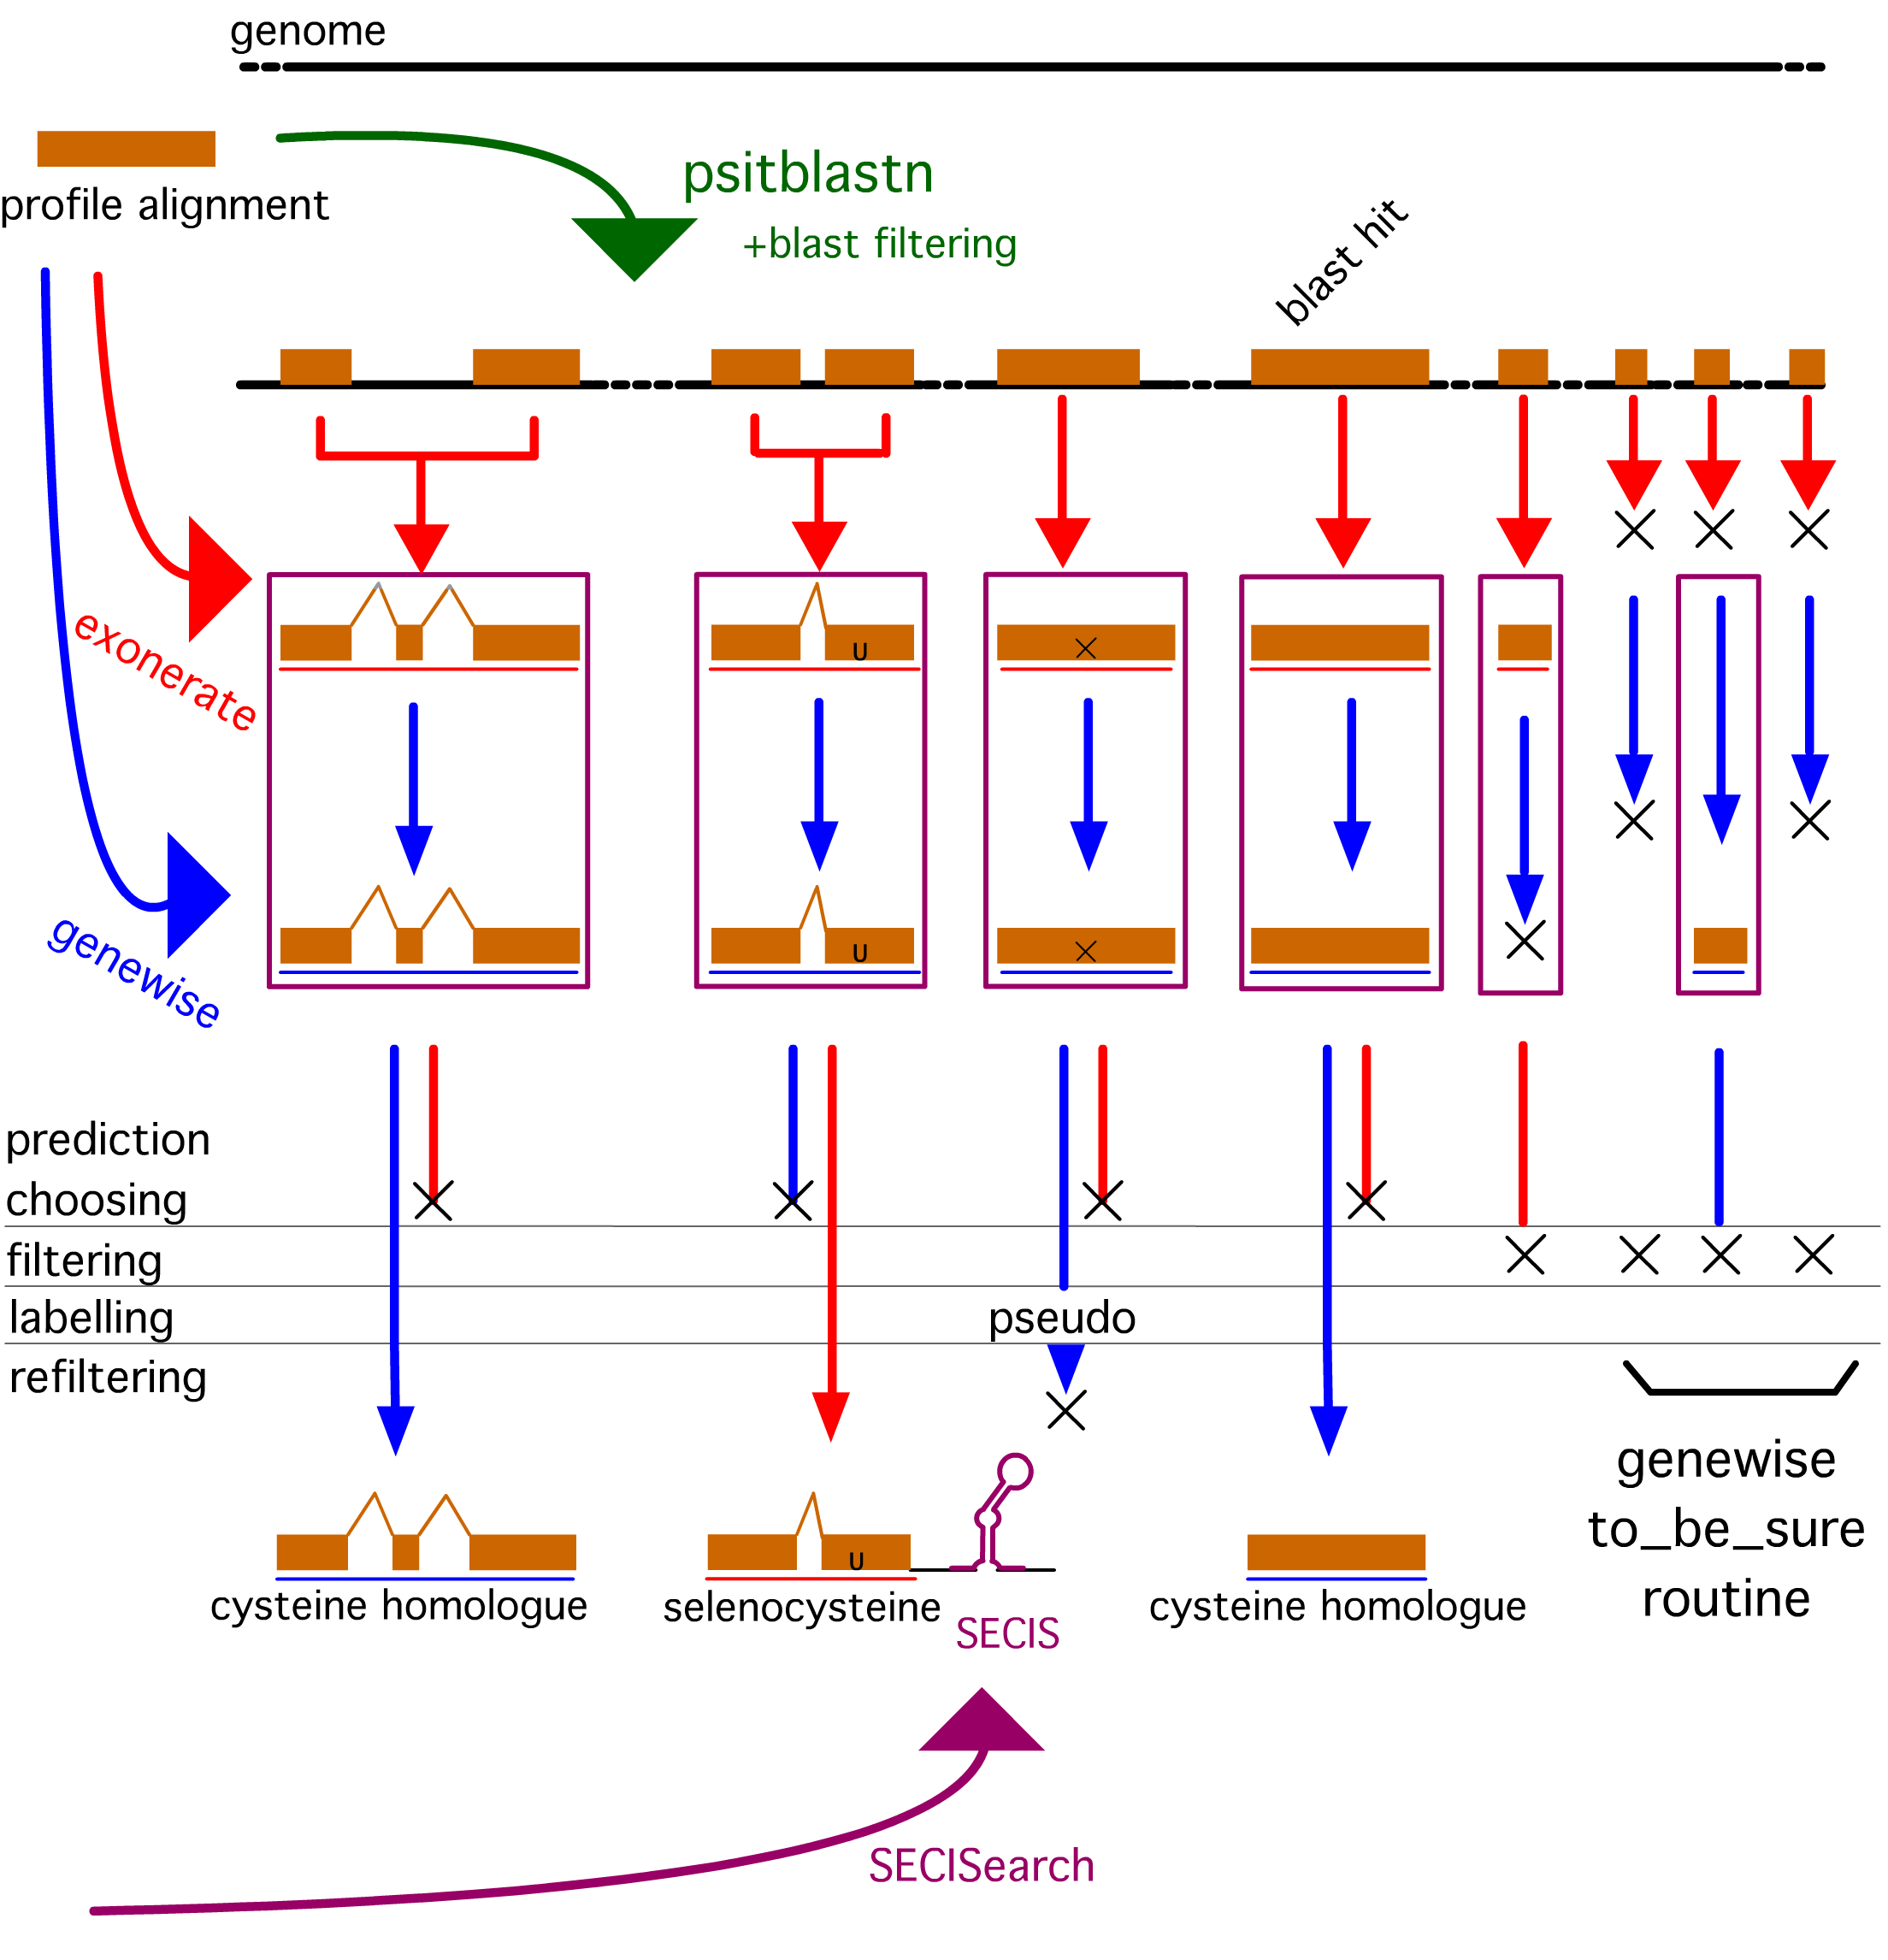 genome
profile alignment
psitblastn
+blast filtering
blast hit
exonerate
U
genewise
U
prediction
choosing
filtering
labelling
pseudo
refiltering
genewise
to_be_sure
routine
U
cysteine homologue
selenocysteine
SECIS
cysteine homologue
SECISearch